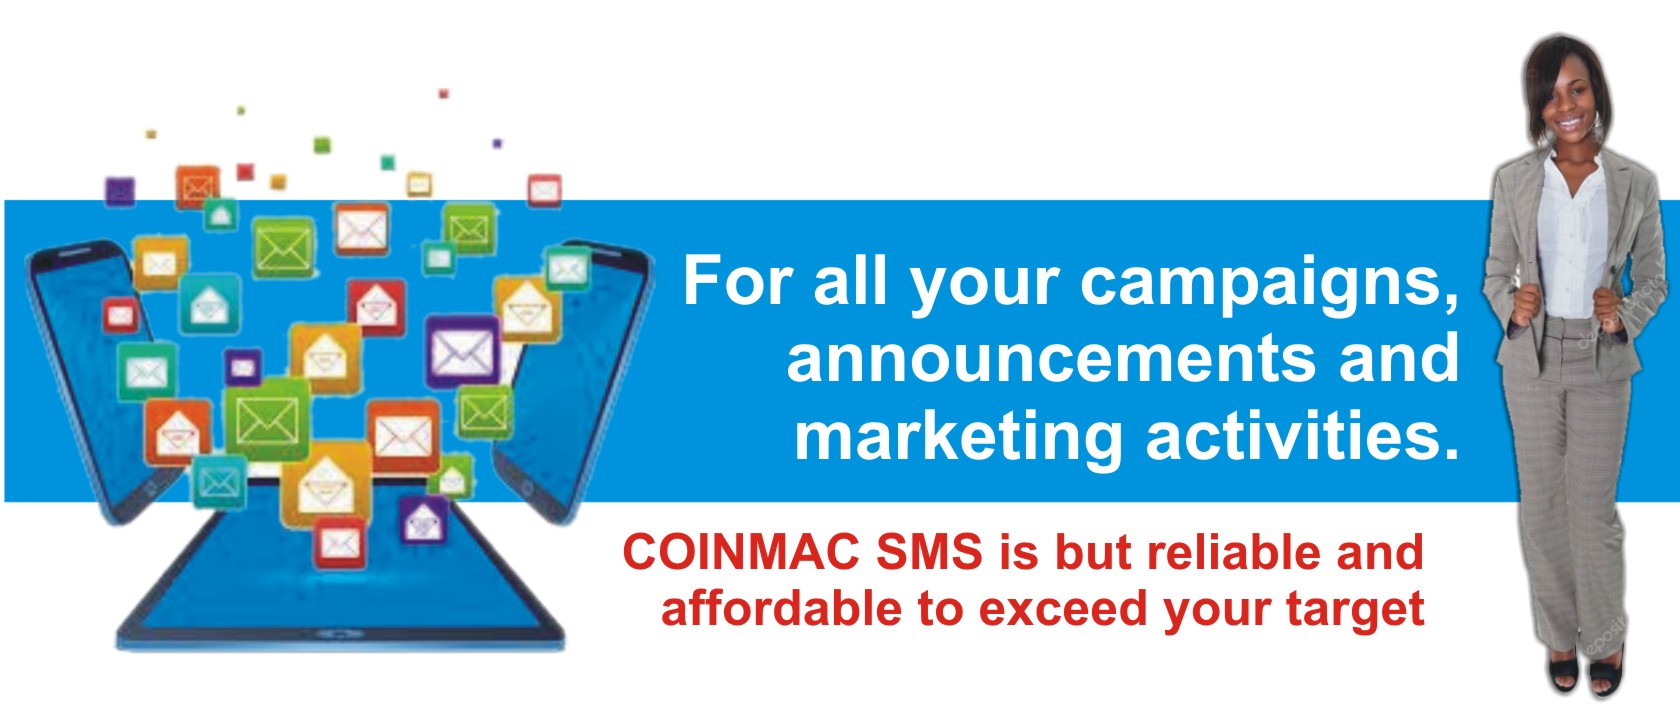 For all your campaigns,
announcements and
marketing activities.
COINMAC SMS is but reliable and
affordable to exceed your target